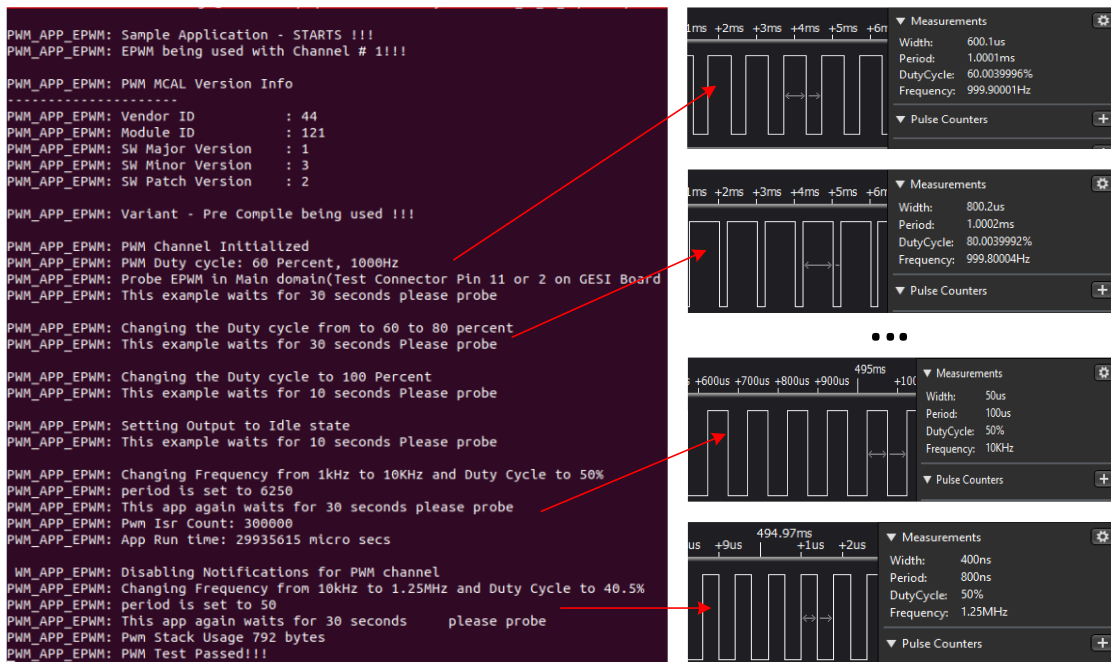 PWM_APP_EPWM: Sample Application - STARTS !!!
PWM_APP_EPWM: EPWM being used with Channel # 1!!!
PWM_APP_EPWM: PWM MCAL Version Info
---------------------
PWM_APP_EPWM: Vendor ID : 44
PWM_APP_EPWM: Module ID : 121
PWM_APP_EPWM: SW Major Version : 1
PWM_APP_EPWM: SW Minor Version : 3
PWM_APP_EPWM: SW Patch Version : 2
PWM_APP_EPWM: Variant - Pre Compile being used !!!
PWM_APP_EPWM: PWM Channel Initialized
PWM_APP_EPWM: PWM Duty cycle: 60 Percent, 1000Hz
PWM_APP_EPWM: Probe EPWM in Main domain(Test Connector Pin 11 or 2 on GESI Board
PWM_APP_EPWM: This example waits for 30 seconds please probe
PWM_APP_EPWM: Changing the Duty cycle from to 60 to 80 percent
PWM_APP_EPWM: This example waits for 30 seconds Please probe
PWM_APP_EPWM: Changing the Duty cycle to 100 Percent
PWM_APP_EPWM: This example waits for 10 seconds Please probe
PWM_APP_EPWM: Setting Output to Idle state
PWM_APP_EPWM: This example waits for 10 seconds Please probe
PWM_APP_EPWM: Changing Frequency from 1kHz to 10KHz and Duty Cycle to 50%
PWM_APP_EPWM: period is set to 6250
PWM_APP_EPWM: This app again waits for 30 seconds please probe
PWM_APP_EPWM: Pwm Isr Count: 300000
PWM_APP_EPWM: App Run time: 29935615 micro secs
WM_APP_EPWM: Disabling Notifications for PWM channel
PWM_APP_EPWM: Changing Frequency from 10kHz to 1.25MHz and Duty Cycle to 40.5%
PWM_APP_EPWM: period is set to 50
PWM_APP_EPWM: This app again waits for 30 seconds please probe
PWM_APP_EPWM: Pwm Stack Usage 792 bytes
PWM_APP_EPWM: PWM Test Passed!!!
1ms +2ms +3ms +4ms +5ms +6m
Measurements
Width: 600.1us
Period: 1.0001ms
DutyCycle: 60.0039996%
Frequency: 999.90001Hz
Pulse Counters
1ms +2ms +3ms +4ms +5ms +6m
Measurements
Width: 800.2us
Period: 1.0002ms
DutyCycle: 80.0039992%
Frequency: 999.80004Hz
Pulse Counters
...
495ms
+600us +700us +800us +900us +100
Measurements
Width: 50us
Period: 100us
DutyCycle: 50%
Frequency: 10KHz
Pulse Counters
494.97ms
us +9us +1us +2us
Measurements
Width: 400ns
Period: 800ns
DutyCycle: 50%
Frequency: 1.25MHz
Pulse Counters